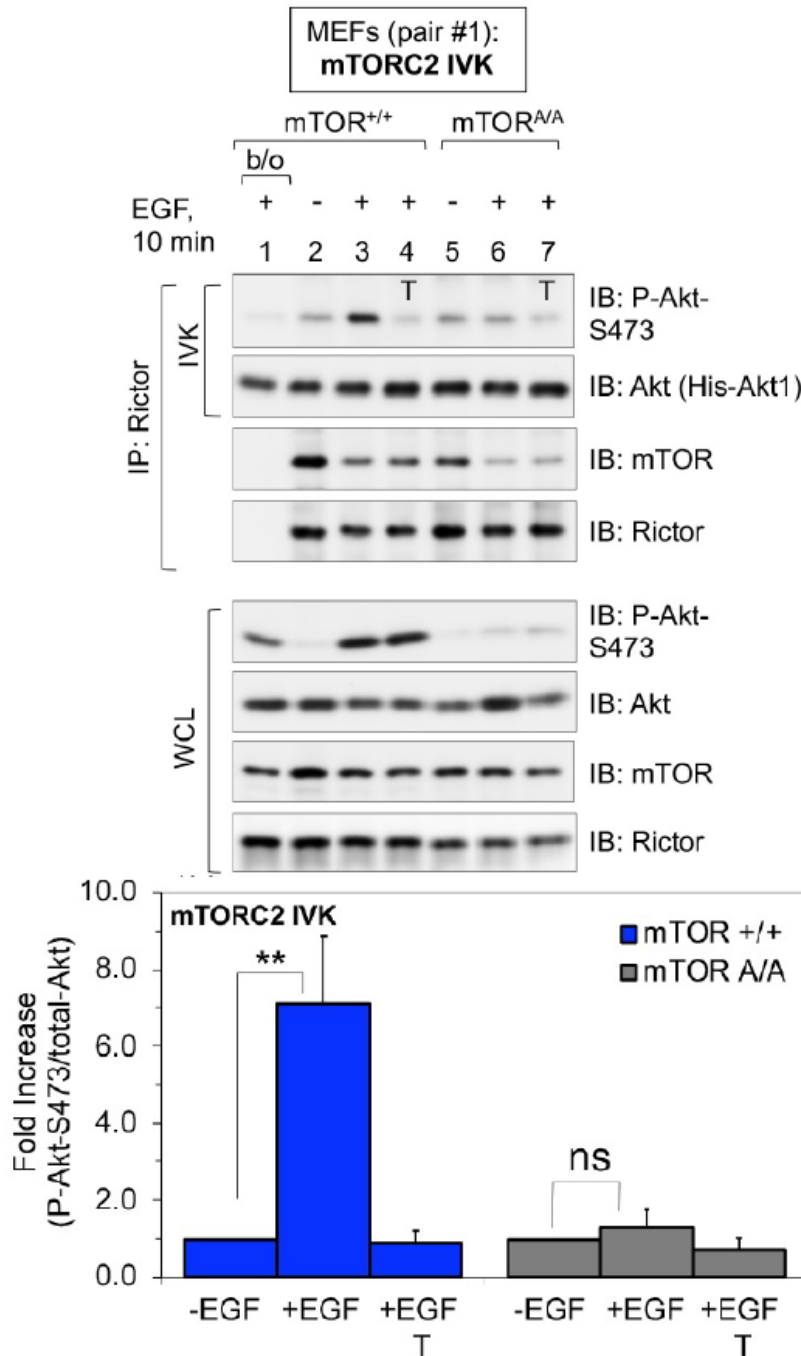 MEFs (pair #1):
mTORC2 IVK
mTOR+/+ mTORA/A
b/o
EGF, 10 min
+ - + + - + +
1 2 3 4 5 6 7
T T
IP: Rictor
IVK
IB: P-Akt-S473
IB: Akt (His-Akt1)
IB: mTOR
IB: Rictor
WCL
IB: P-Akt-S473
IB: Akt
IB: mTOR
IB: Rictor
mTORC2 IVK
mTOR +/+
mTOR A/A
Fold Increase
(P-Akt-S473/total-Akt)
10.0
8.0
6.0
4.0
2.0
0.0
**
ns
-EGF +EGF +EGF -EGF +EGF +EGF
T T